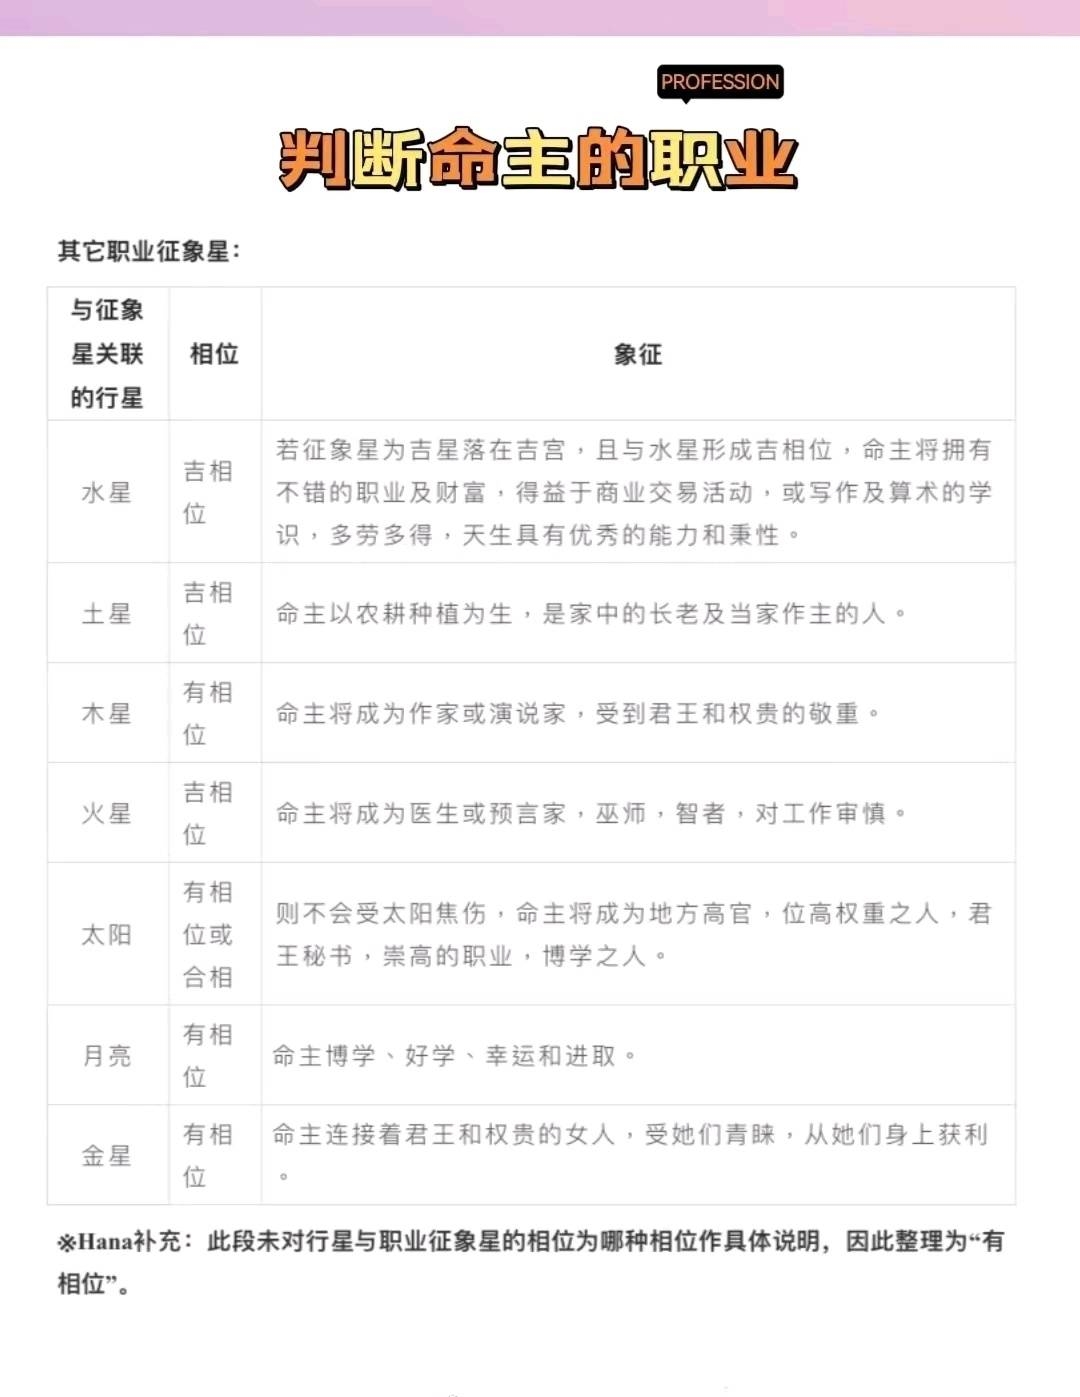 PROFESSION
判断命主的职业
其它职业征象星：
与征象
星关联
的行星
相位
象征
水星
吉相
位
若征象星为吉星落在吉宫，且与水星形成吉相位，命主将拥有
不错的职业及财富，得益于商业交易活动，或写作及算术的学
识，多劳多得，天生具有优秀的能力和秉性。
土星
吉相
位
命主以农耕种植为生，是家中的长老及当家作主的人。
木星
有相
位
命主将成为作家或演说家，受到君王和权贵的敬重。
火星
吉相
位
命主将成为医生或预言家，巫师，智者，对工作审慎。
太阳
有相
位或
合相
则不会受太阳焦伤，命主将成为地方高官，位高权重之人，君
王秘书，崇高的职业，博学之人。
月亮
有相
位
命主博学、好学、幸运和进取。
金星
有相
位
命主连接着君王和权贵的女人，受她们青睐，从她们身上获利
。
※Hana补充：此段未对行星与职业征象星的相位为哪种相位作具体说明，因此整理为“有
相位”。